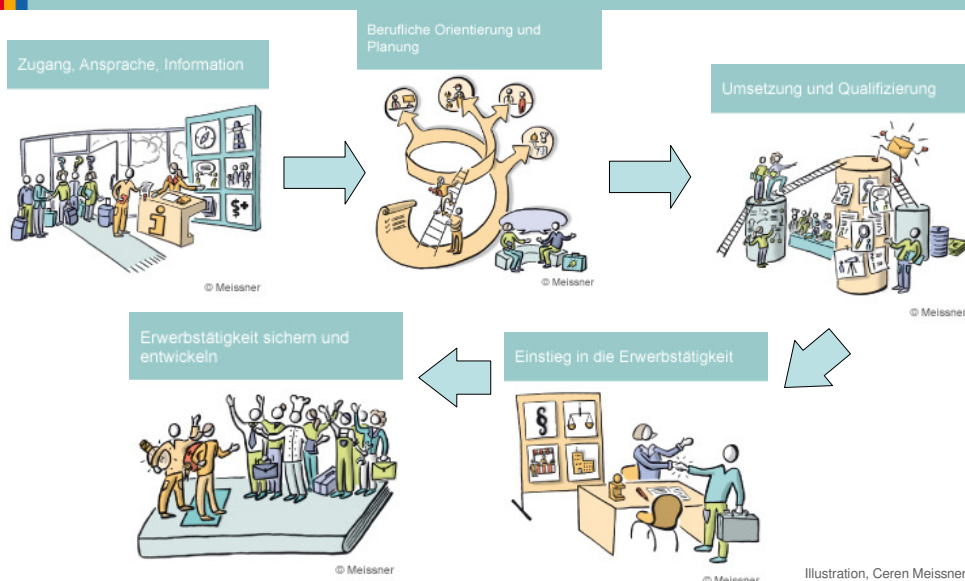 Zugang, Ansprache, Information
© Meissner
Berufliche Orientierung und
Planung
© Meissner
Umsetzung und Qualifizierung
© Meissner
Einstieg in die Erwerbstätigkeit
§
© Meissner
Erwerbstätigkeit sichern und
entwickeln
© Meissner
? ? ?
i
$+
Illustration, Ceren Meissner